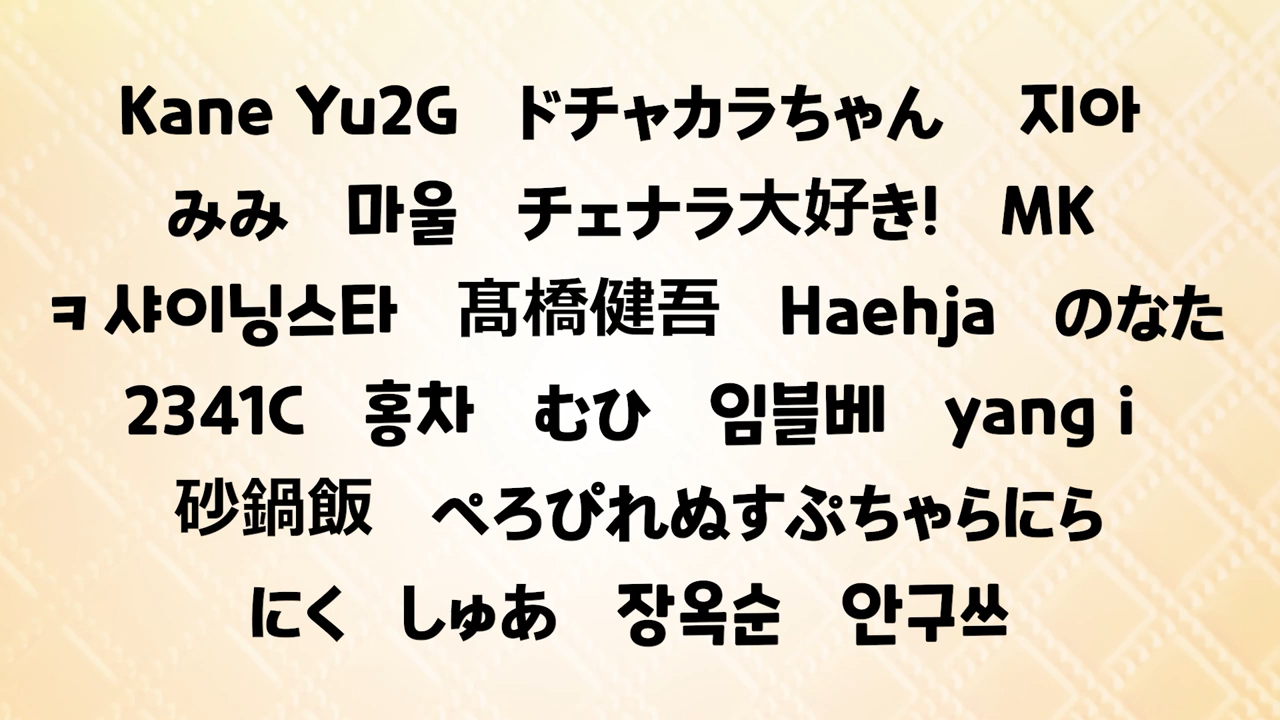 Kane Yu2G ドチャカラちゃん 지아
みみ 마울 チェナラ大好き! MK
ㅋ샤이닝스타 髙橋健吾 Haehja のなた
2341C 홍차 むひ 임블베 yang i
砂鍋飯 ぺろぴれぬすぷちゃらにら
にく しゅあ 장옥순 안구쓰